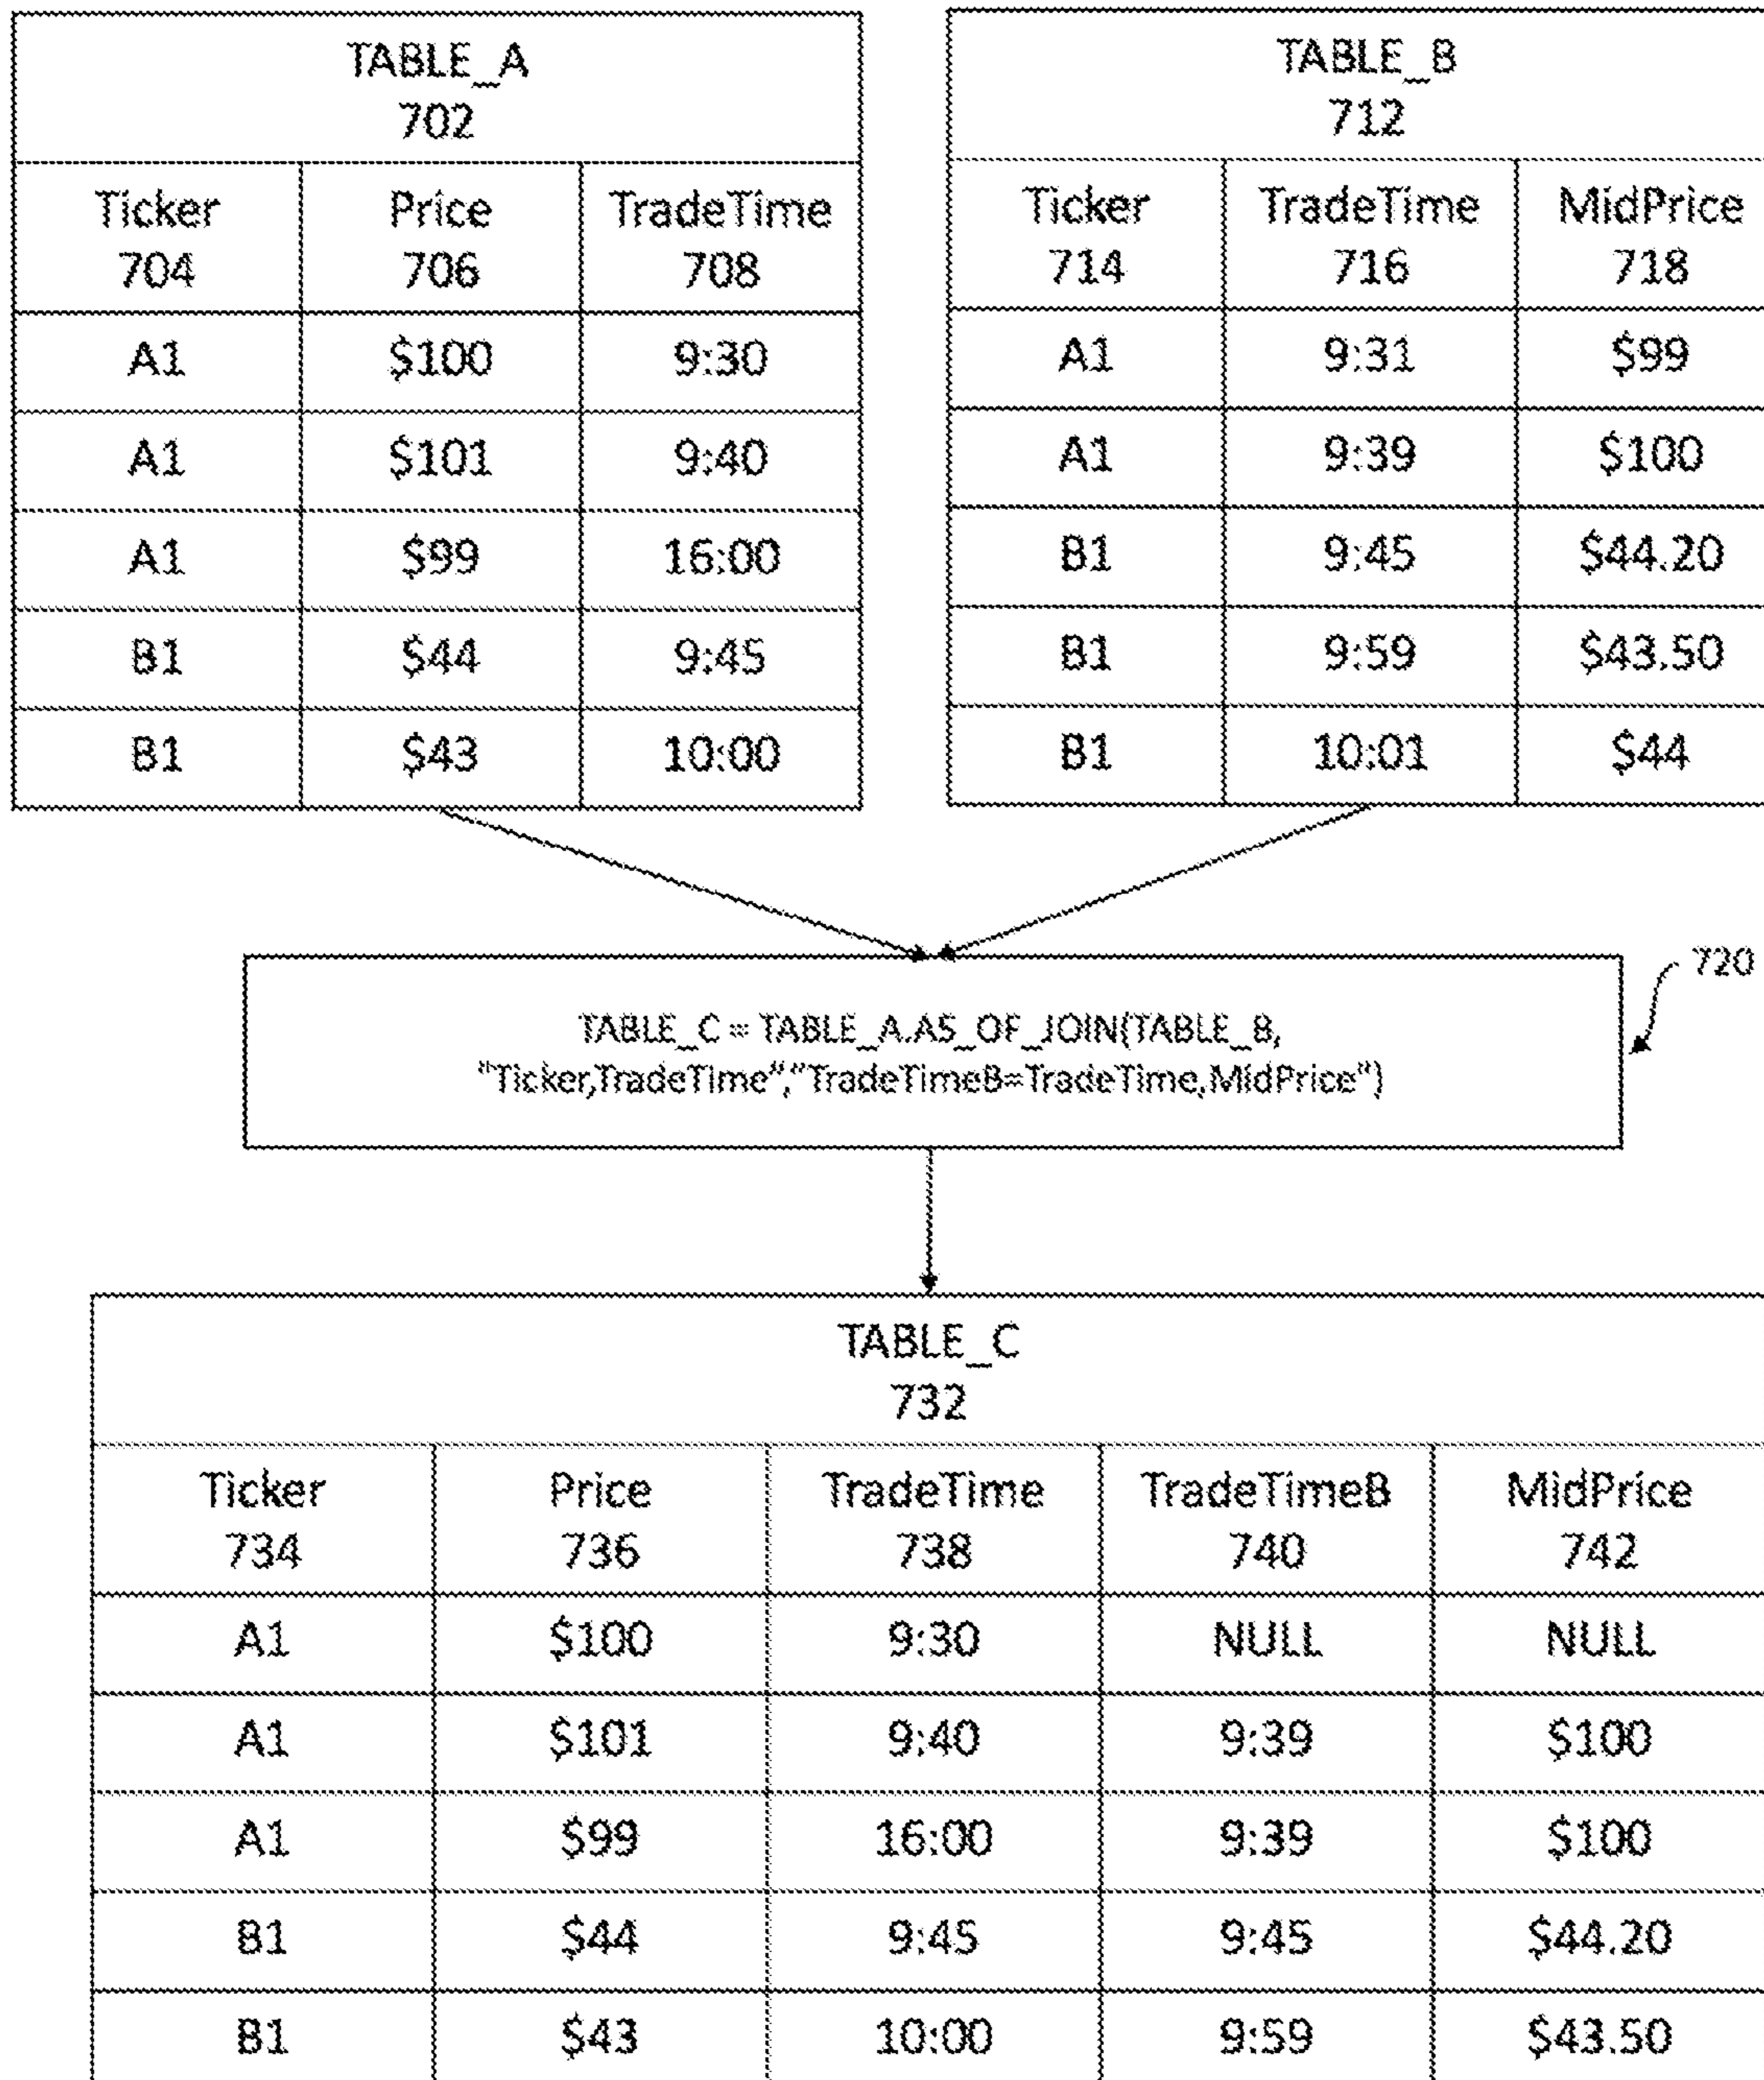 TABLE_A
702
Ticker Price TradeTime
704 706 708
A1 $100 9:30
A1 $101 9:40
A1 $99 16:00
B1 $44 9:45
B1 $43 10:00
TABLE_B
712
Ticker TradeTime MidPrice
714 716 718
A1 9:31 $99
A1 9:39 $100
B1 9:45 $44.20
B1 9:59 $43.50
B1 10:01 $44
720
TABLE_C = TABLE_A.AS_OF_JOIN(TABLE_B,
"Ticker,TradeTime","TradeTimeB=TradeTime,MidPrice")
TABLE_C
732
Ticker Price TradeTime TradeTimeB MidPrice
734 736 738 740 742
A1 $100 9:30 NULL NULL
A1 $101 9:40 9:39 $100
A1 $99 16:00 9:39 $100
B1 $44 9:45 9:45 $44.20
B1 $43 10:00 9:59 $43.50